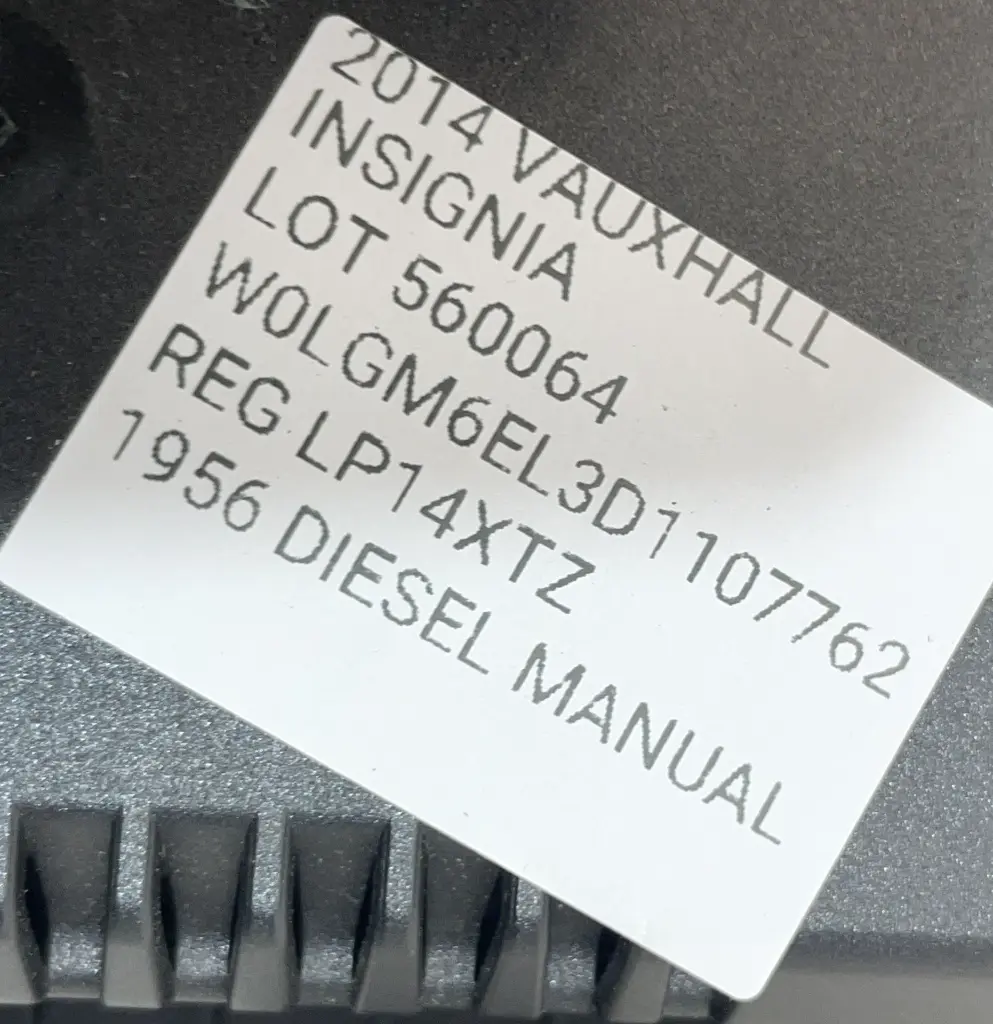 2014 VAUXHALL
INSIGNIA
LOT 560064
W0LGM6EL3D1107762
REG LP14XTZ
1956 DIESEL MANUAL